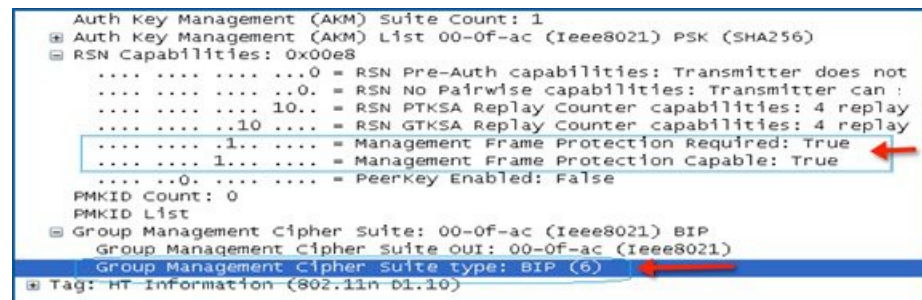 Auth Key Management (AKM) Suite Count: 1
Auth Key Management (AKM) List 00-0f-ac (Ieee8021) PSK (SHA256)
RSN Capabilities: 0x00e8
.... .... .... ...0 = RSN Pre-Auth capabilities: Transmitter does not
.... .... .... ..0. = RSN No Pairwise capabilities: Transmitter can
.... .... .... 10.. = RSN PTKSA Replay Counter capabilities: 4 replay
.... .... ..10 .... = RSN GTKSA Replay Counter capabilities: 4 replay
.... .... .1.. .... = Management Frame Protection Required: True
.... .... 1... .... = Management Frame Protection Capable: True
.... ..0. .... .... = PeerKey Enabled: False
PMKID Count: 0
PMKID List
Group Management Cipher Suite: 00-0f-ac (Ieee8021) BIP
Group Management Cipher Suite OUI: 00-0f-ac (Ieee8021)
Group Management Cipher Suite type: BIP (6)
Tag: HT Information (802.11n D1.10)